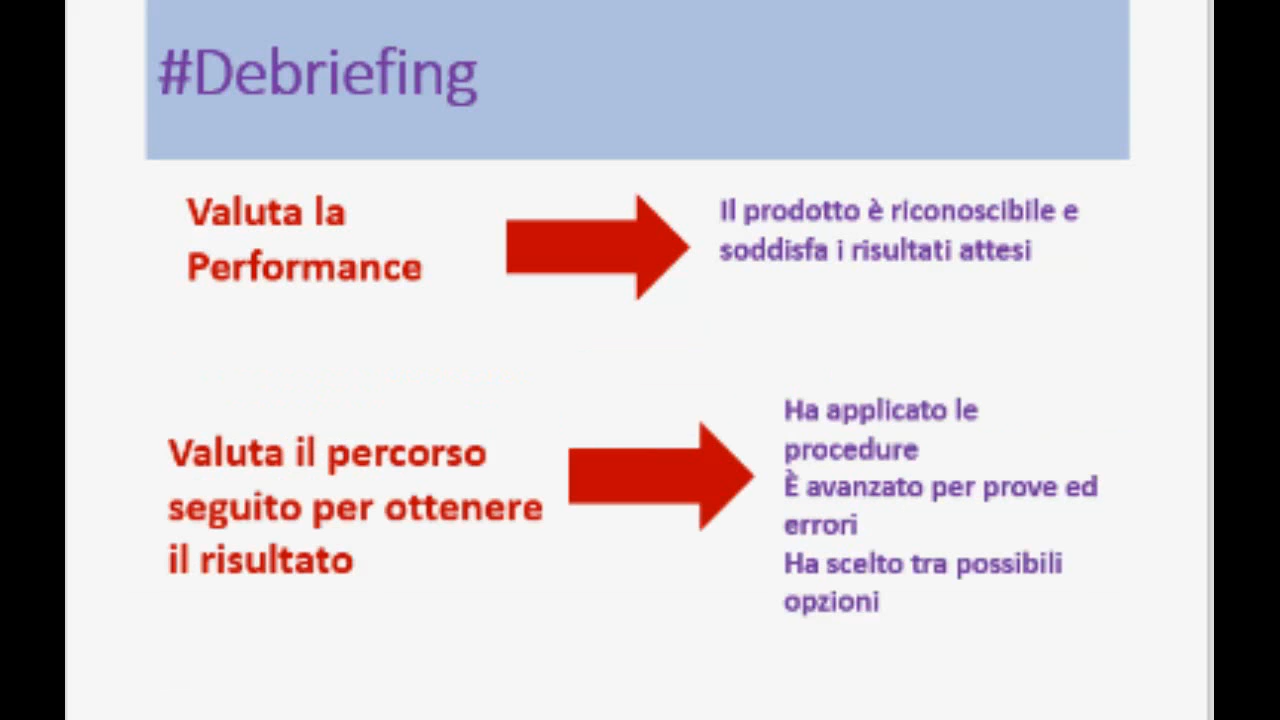 #Debriefing
Valuta la
Performance
Il prodotto è riconoscibile e
soddisfa i risultati attesi
Valuta il percorso
seguito per ottenere
il risultato
Ha applicato le
procedure
È avanzato per prove ed
errori
Ha scelto tra possibili
opzioni